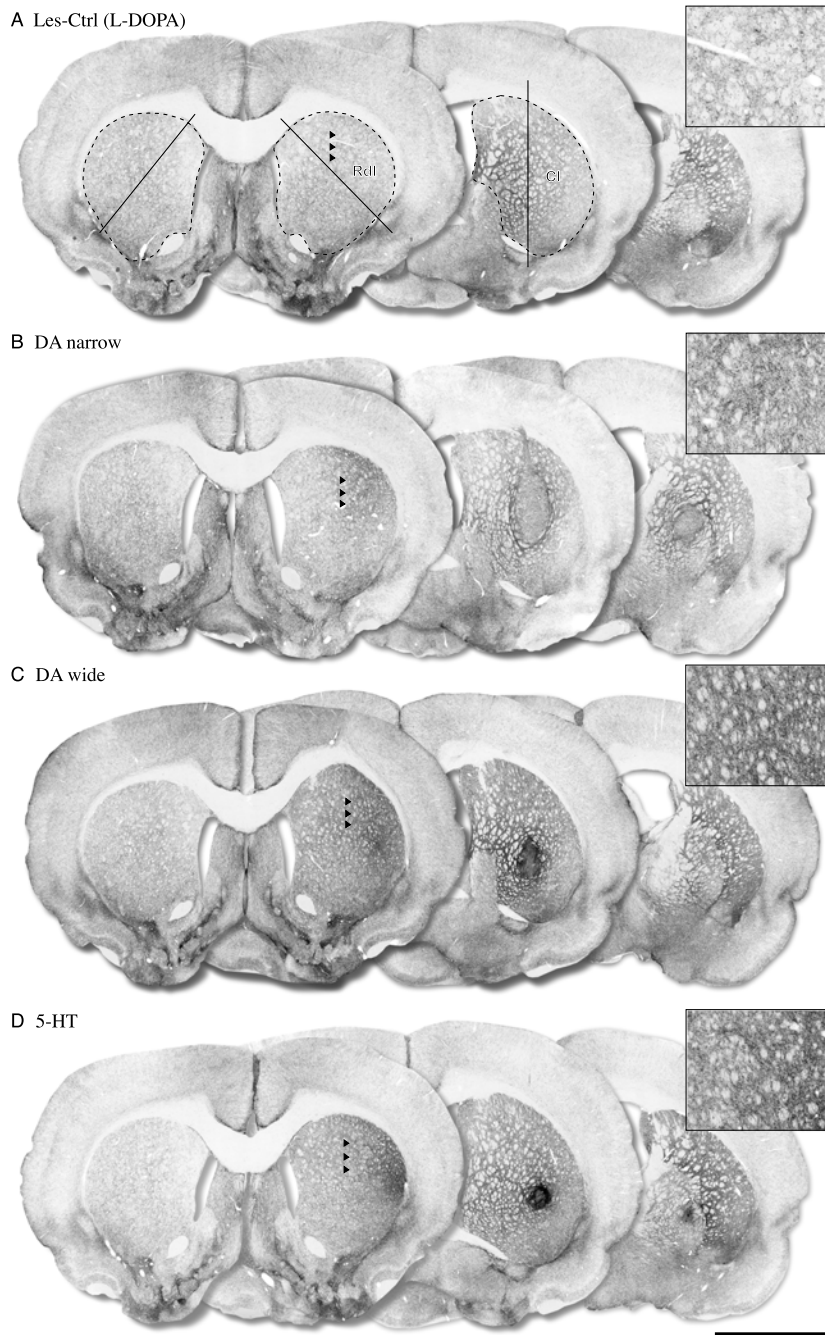 A Les-Ctrl (L-DOPA)
Rdl
Cl
B DA narrow
C DA wide
D 5-HT